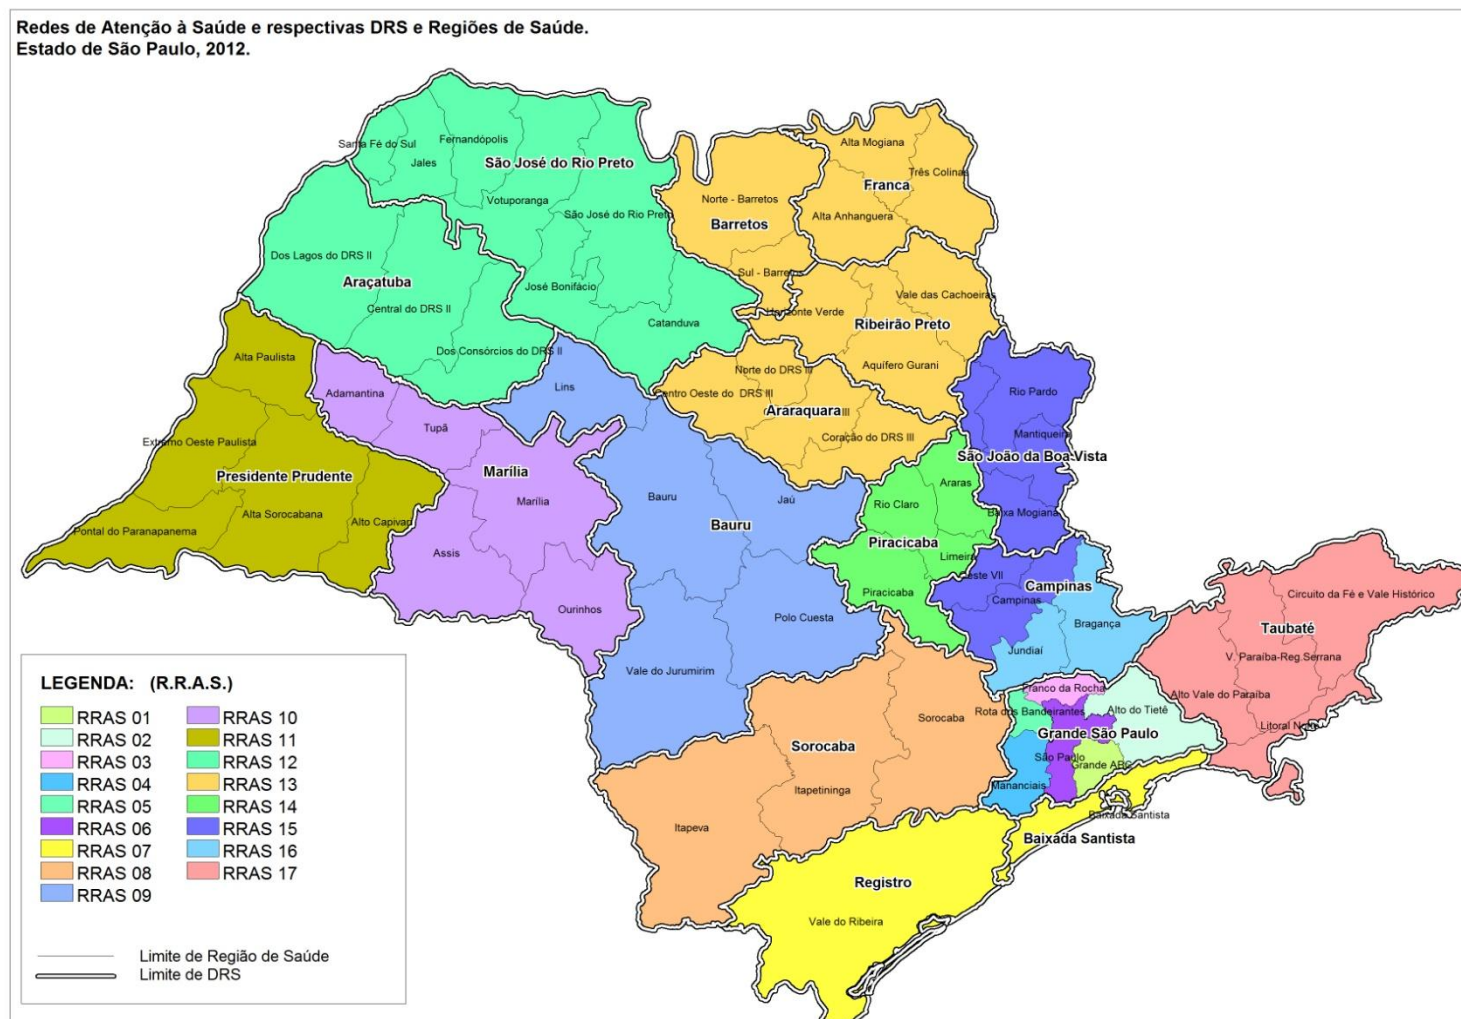 Redes de Atenção à Saúde e respectivas DRS e Regiões de Saúde.
Estado de São Paulo, 2012.
Santa Fé do Sul
Jales
Fernandópolis
São José do Rio Preto
Votuporanga
São José do Rio Preto
José Bonifácio
Catanduva
Dos Lagos do DRS II
Araçatuba
Central do DRS II
Dos Consórcios do DRS II
Norte - Barretos
Barretos
Sul - Barretos
Alta Mogiana
Três Colinas
Franca
Alta Anhanguera
Vale das Cachoeiras
Horizonte Verde
Ribeirão Preto
Aquífero Gurani
Norte do DRS III
Centro Oeste do DRS III
Araraquara
III
Coração do DRS III
Alta Paulista
Extremo Oeste Paulista
Presidente Prudente
Pontal do Paranapanema
Alta Sorocabana
Alto Capivari
Adamantina
Tupã
Marília
Marília
Assis
Ourinhos
Lins
Bauru
Jaú
Bauru
Polo Cuesta
Vale do Jurumirim
Rio Pardo
Mantiqueira
São João da Boa Vista
Baixa Mogiana
Araras
Rio Claro
Piracicaba
Limeira
Piracicaba
Oeste VII
Campinas
Campinas
Bragança
Jundiaí
Circuito da Fé e Vale Histórico
Taubaté
V. Paraíba-Reg.Serrana
Alto Vale do Paraíba
Litoral Norte
Franco da Rocha
Rota dos Bandeirantes
Alto do Tietê
Grande São Paulo
São Paulo
Grande ABC
Mananciais
Baixada Santista
Baixada Santista
Sorocaba
Sorocaba
Itapetininga
Itapeva
Registro
Vale do Ribeira
LEGENDA: (R.R.A.S.)
RRAS 01
RRAS 02
RRAS 03
RRAS 04
RRAS 05
RRAS 06
RRAS 07
RRAS 08
RRAS 09
RRAS 10
RRAS 11
RRAS 12
RRAS 13
RRAS 14
RRAS 15
RRAS 16
RRAS 17
Limite de Região de Saúde
Limite de DRS